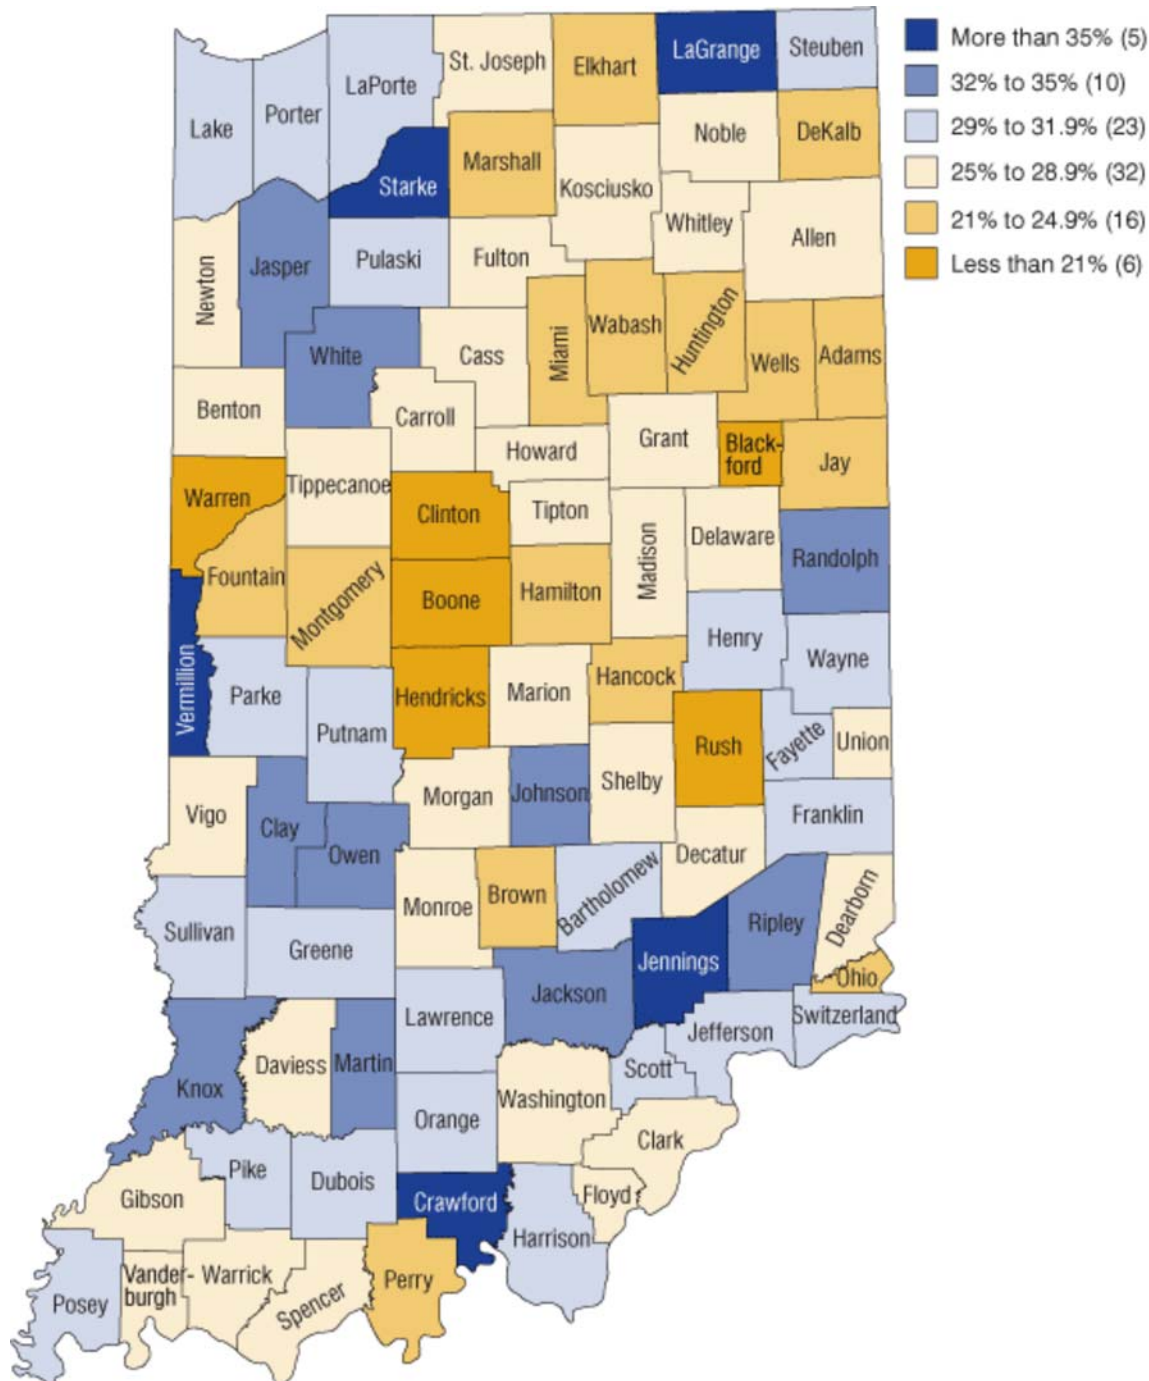 More than 35% (5)
32% to 35% (10)
29% to 31.9% (23)
25% to 28.9% (32)
21% to 24.9% (16)
Less than 21% (6)
St. Joseph
Elkhart
LaGrange
Steuben
LaPorte
Lake
Porter
Noble
DeKalb
Marshall
Starke
Kosciusko
Whitley
Allen
Newton
Jasper
Pulaski
Fulton
White
Cass
Miami
Wabash
Huntington
Wells
Adams
Benton
Carroll
Howard
Grant
Black-
ford
Jay
Warren
Tippecanoe
Clinton
Tipton
Madison
Delaware
Randolph
Fountain
Montgomery
Boone
Hamilton
Henry
Wayne
Vermillion
Parke
Putnam
Hendricks
Marion
Hancock
Rush
Fayette
Union
Vigo
Clay
Owen
Morgan
Johnson
Shelby
Franklin
Decatur
Sullivan
Greene
Monroe
Brown
Bartholomew
Jennings
Ripley
Dearborn
Ohio
Switzerland
Jefferson
Jackson
Lawrence
Scott
Knox
Daviess
Martin
Orange
Washington
Clark
Pike
Dubois
Gibson
Crawford
Floyd
Harrison
Posey
Vander-
burgh
Warrick
Spencer
Perry